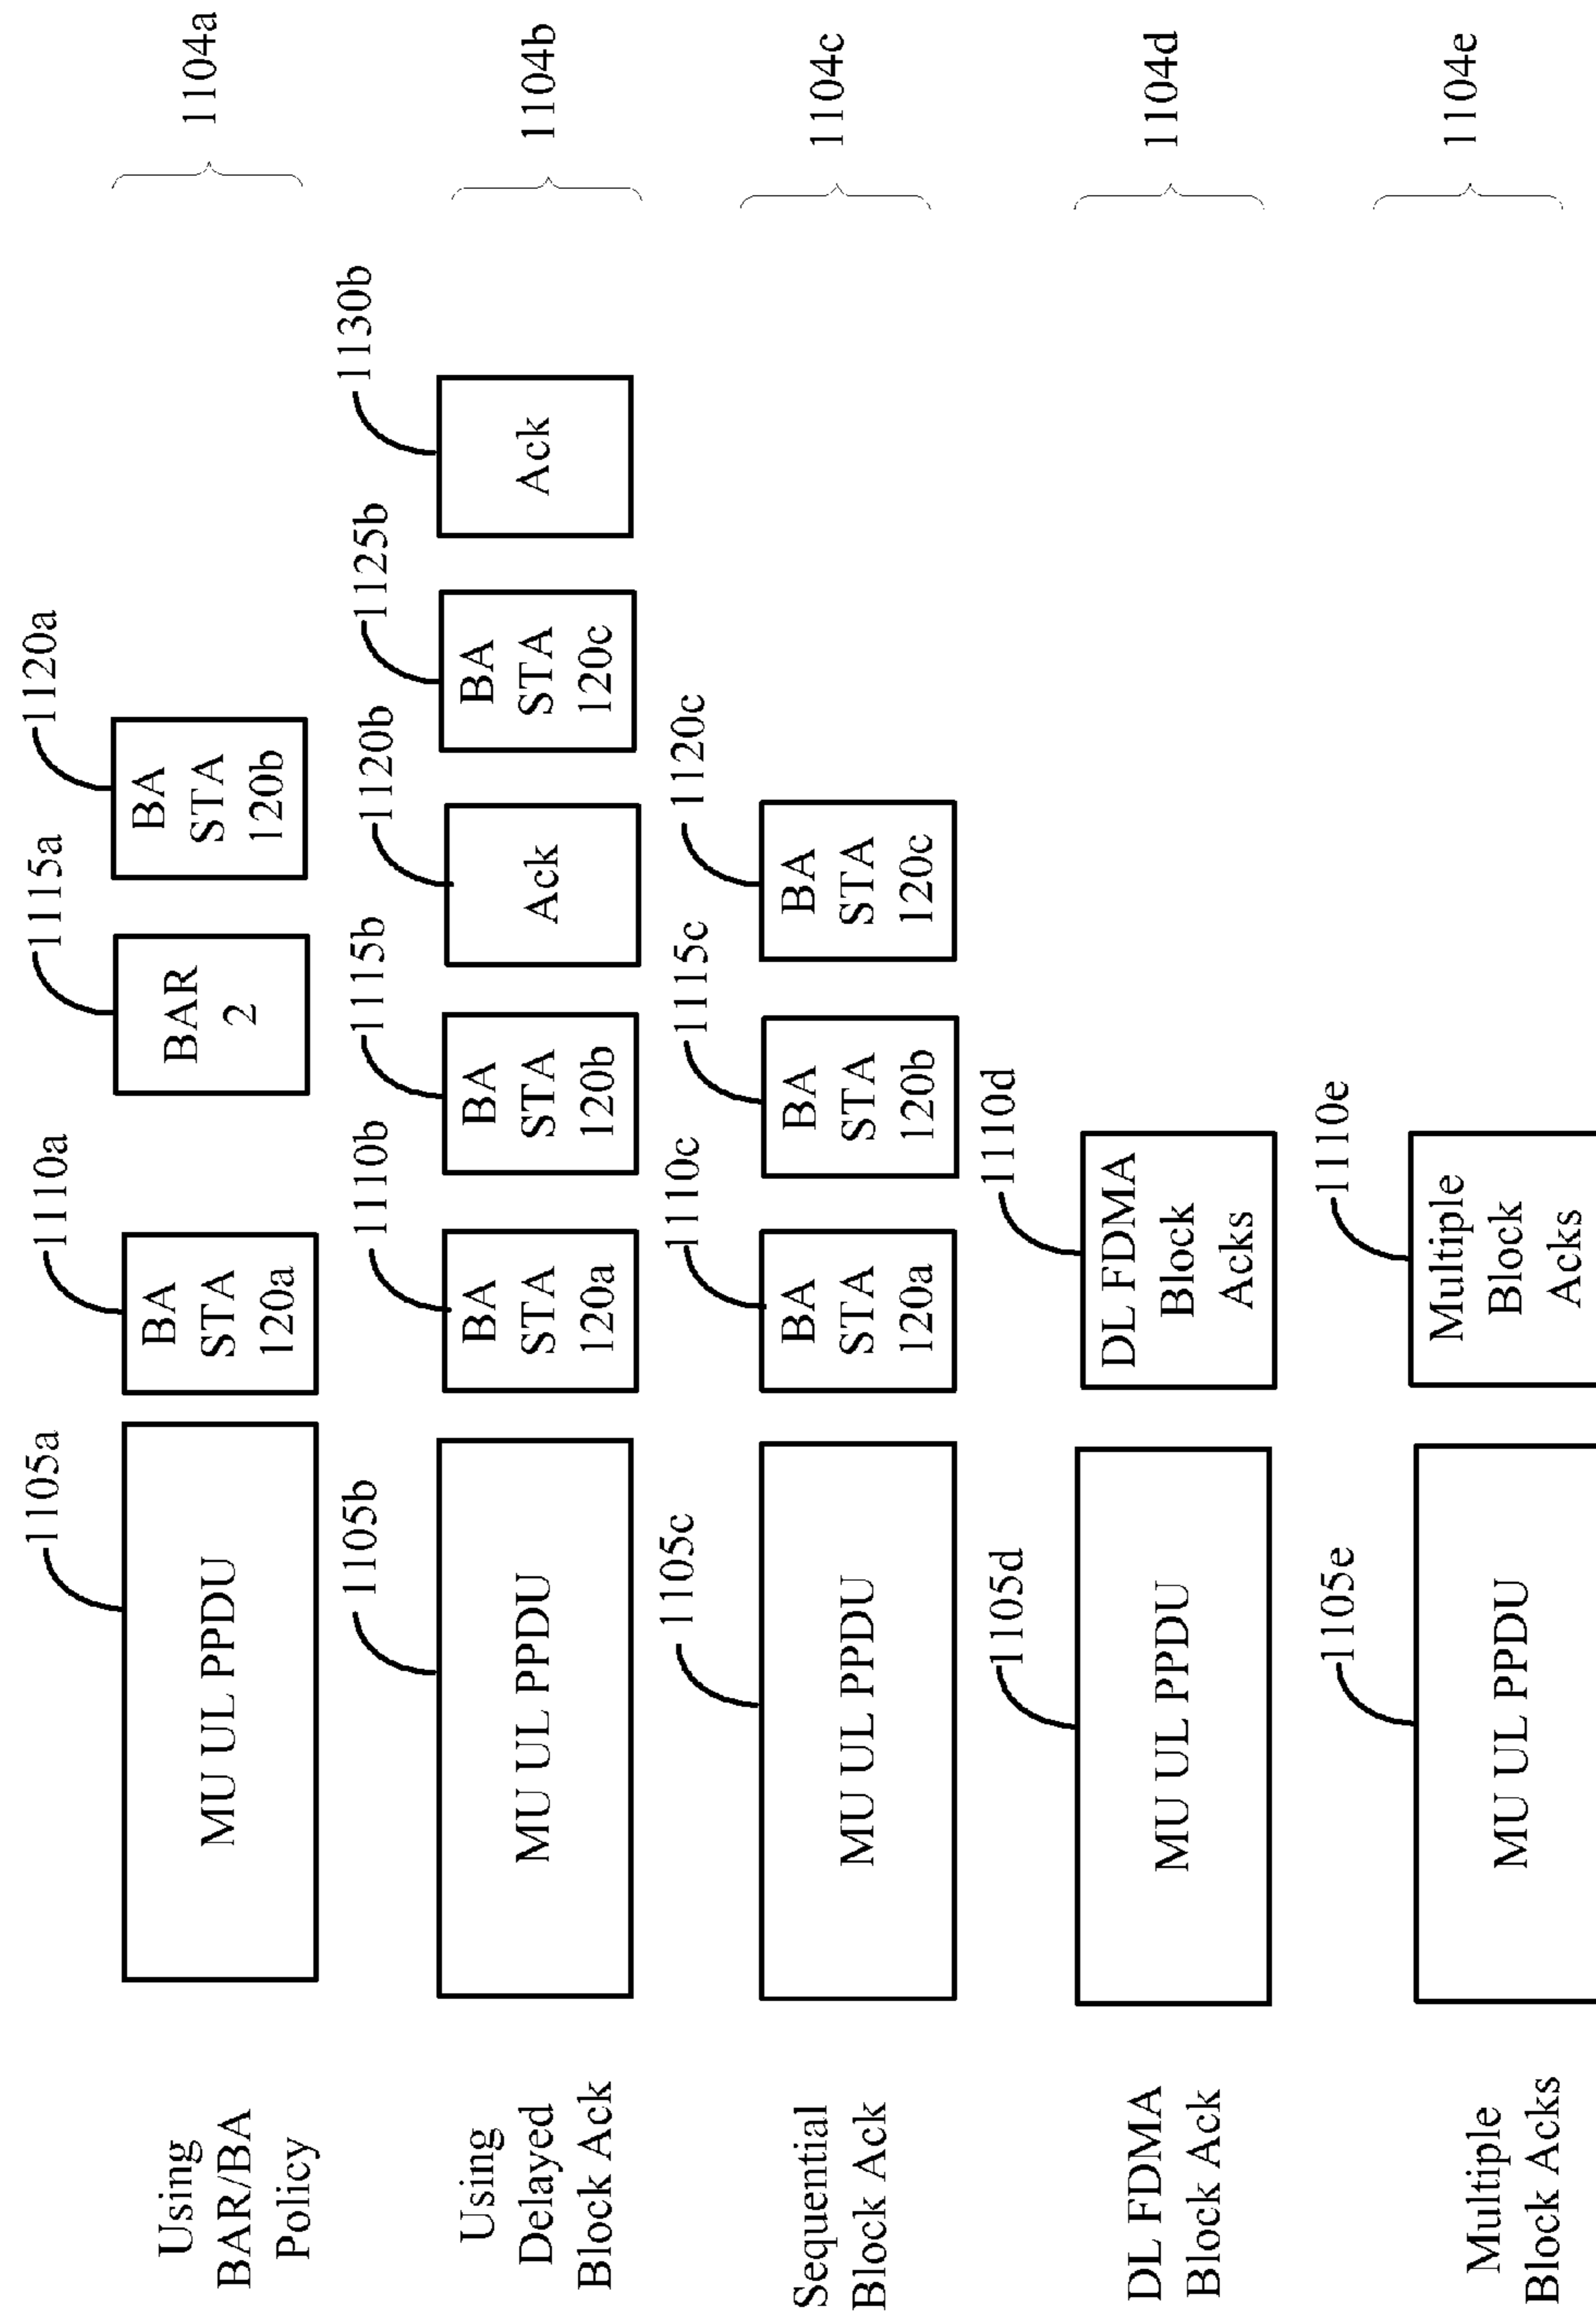 Using
BAR/BA
Policy
1105a
MU UL PPDU
1110a
BA
STA
120a
1115a
BAR
2
1120a
BA
STA
120b
1104a
Using
Delayed
Block Ack
1105b
MU UL PPDU
1110b
BA
STA
120a
1115b
BA
STA
120b
1120b
Ack
1125b
BA
STA
120c
1130b
Ack
1104b
Sequential
Block Ack
1105c
MU UL PPDU
1110c
BA
STA
120a
1115c
BA
STA
120b
1120c
BA
STA
120c
1104c
DL FDMA
Block Ack
1105d
MU UL PPDU
1110d
DL FDMA
Block
Acks
1104d
Multiple
Block Acks
1105e
MU UL PPDU
1110e
Multiple
Block
Acks
1104e